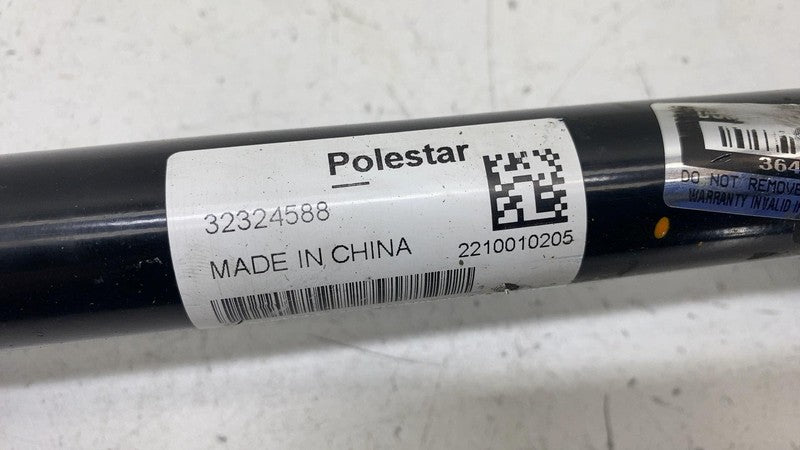 Polestar
32324588
MADE IN CHINA
2210010205
364
DO NOT REMOVE
WARRANTY INVALID